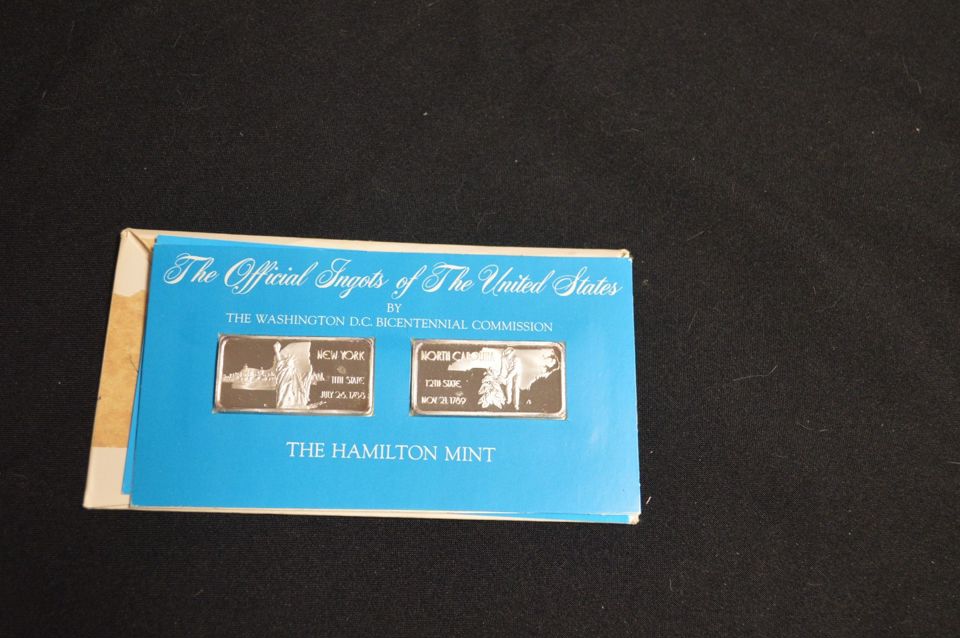 The Official Ingots of The United States
BY
THE WASHINGTON D.C. BICENTENNIAL COMMISSION
NEW YORK
11TH STATE
JULY 26, 1788
NORTH CAROLINA
12TH STATE
NOV 21, 1789
THE HAMILTON MINT